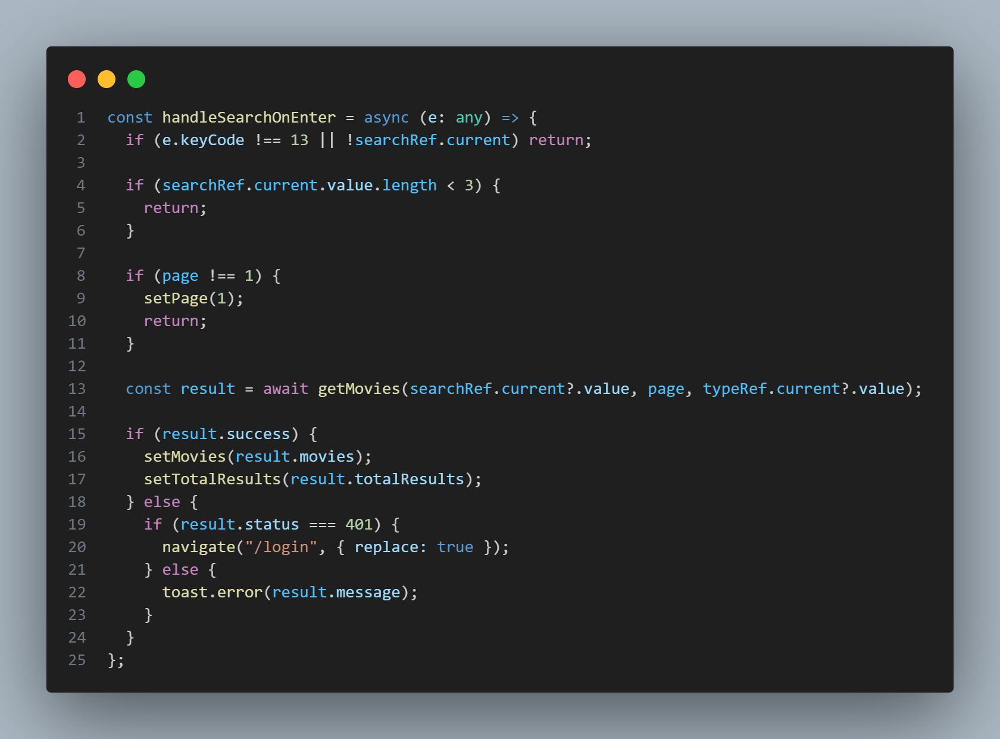 1 const handleSearchOnEnter = async (e: any) => {
2   if (e.keyCode !== 13 || !searchRef.current) return;
3
4   if (searchRef.current.value.length < 3) {
5     return;
6   }
7
8   if (page !== 1) {
9     setPage(1);
10     return;
11   }
12
13   const result = await getMovies(searchRef.current?.value, page, typeRef.current?.value);
14
15   if (result.success) {
16     setMovies(result.movies);
17     setTotalResults(result.totalResults);
18   } else {
19     if (result.status === 401) {
20       navigate("/login", { replace: true });
21     } else {
22       toast.error(result.message);
23     }
24   }
25 };